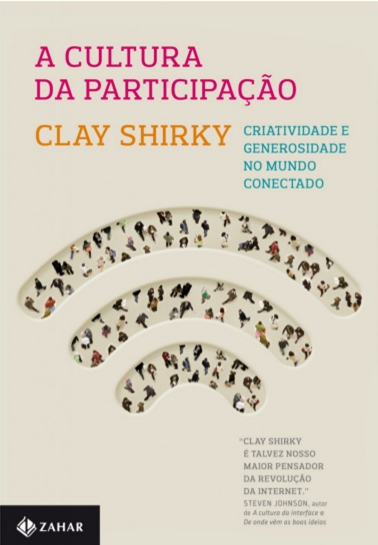 A CULTURA
DA PARTICIPAÇÃO
CLAY SHIRKY
CRIATIVIDADE E
GENEROSIDADE
NO MUNDO
CONECTADO
"CLAY SHIRKY
É TALVEZ NOSSO
MAIOR PENSADOR
DA REVOLUÇÃO
DA INTERNET."
STEVEN JOHNSON, autor
de A cultura da interface e
De onde vêm as boas ideias
ZAHAR